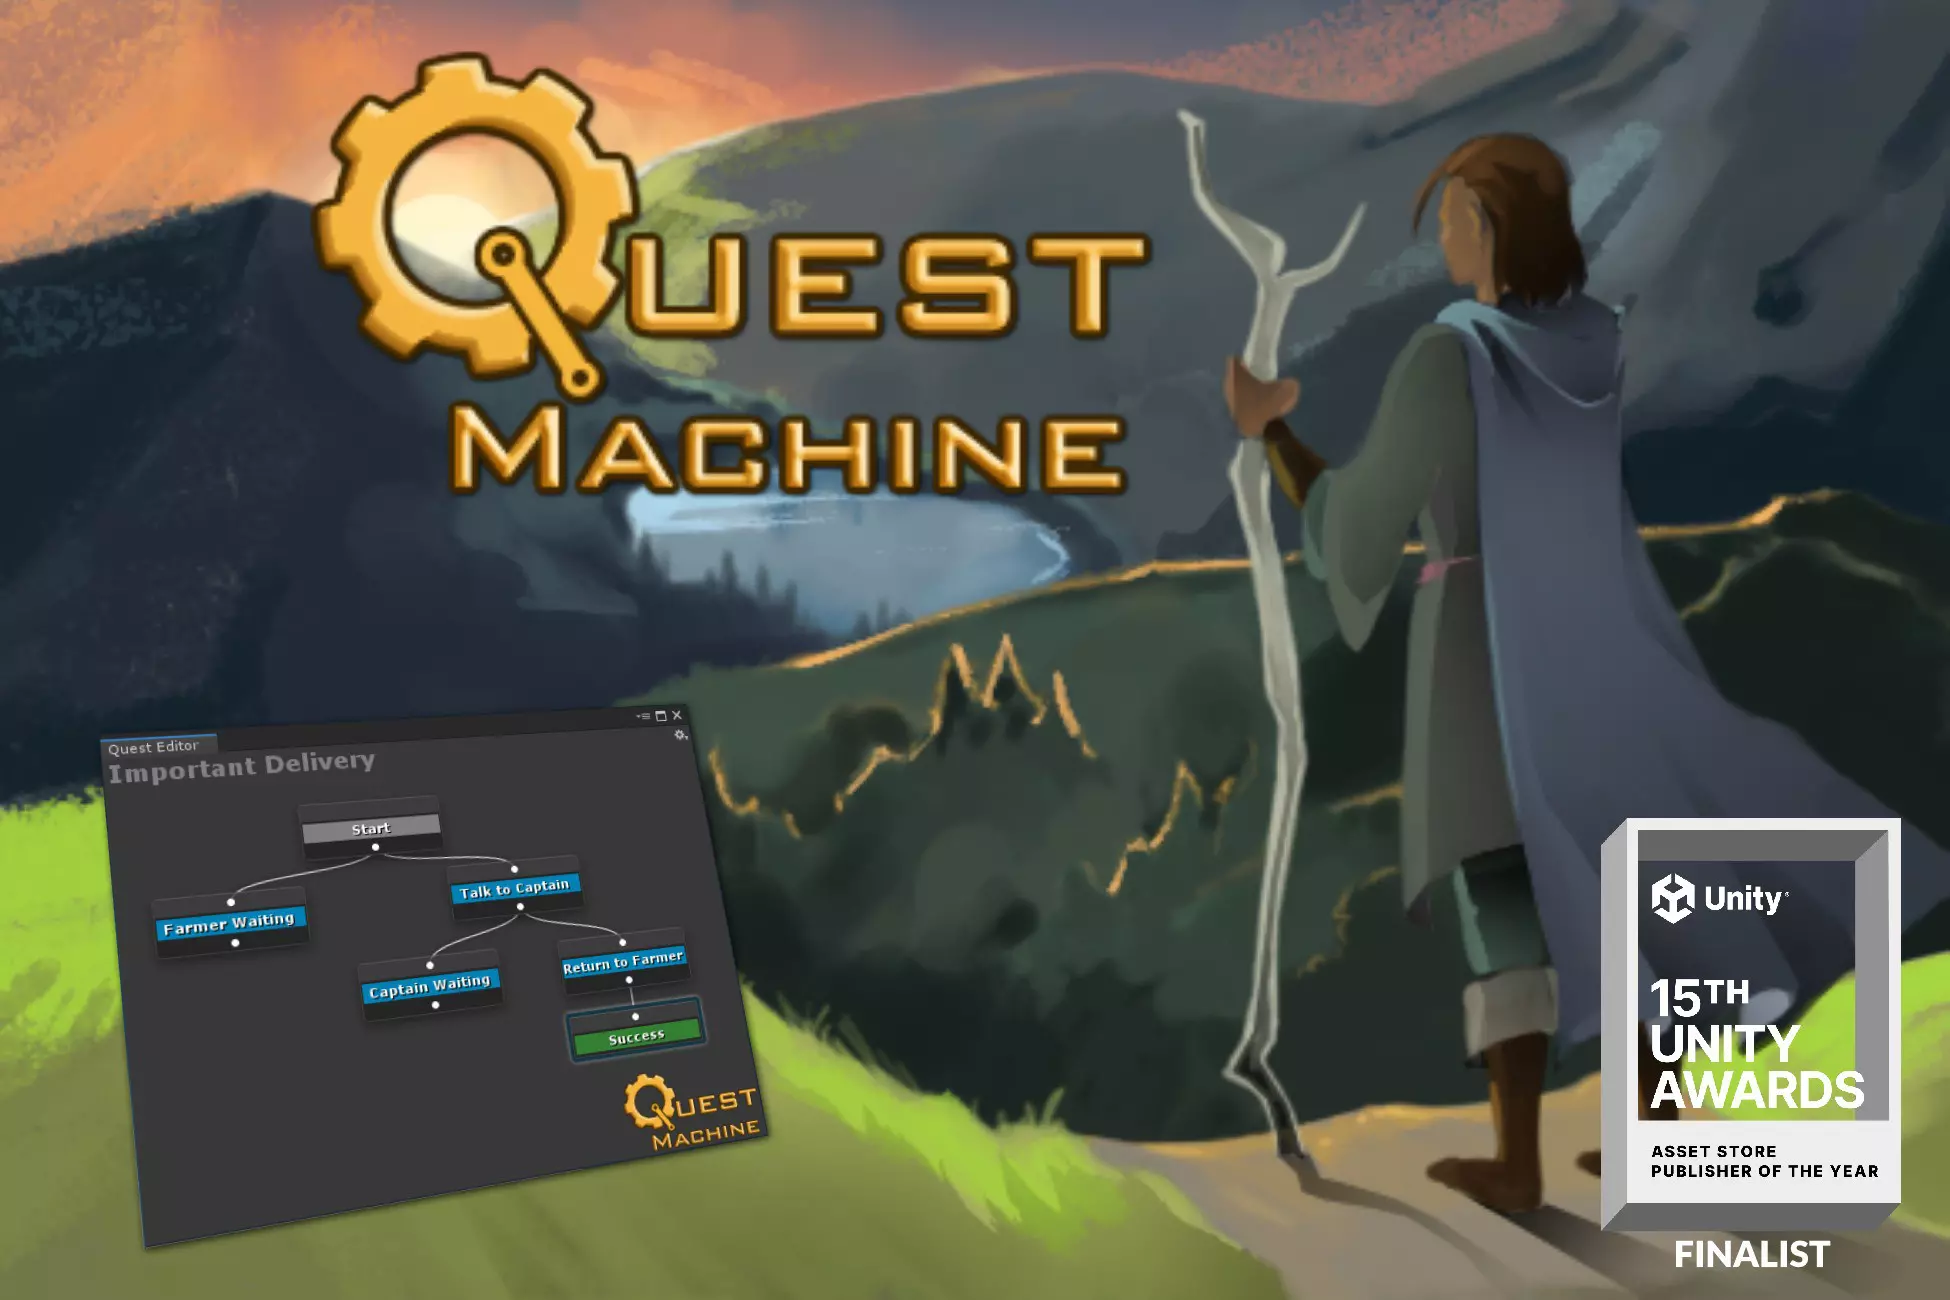 QUEST
MACHINE
Quest Editor
Important Delivery
Start
Talk to Captain
Farmer Waiting
Return to Farmer
Captain Waiting
Success
QUEST
MACHINE
Unity®
15TH
UNITY
AWARDS
ASSET STORE
PUBLISHER OF THE YEAR
FINALIST